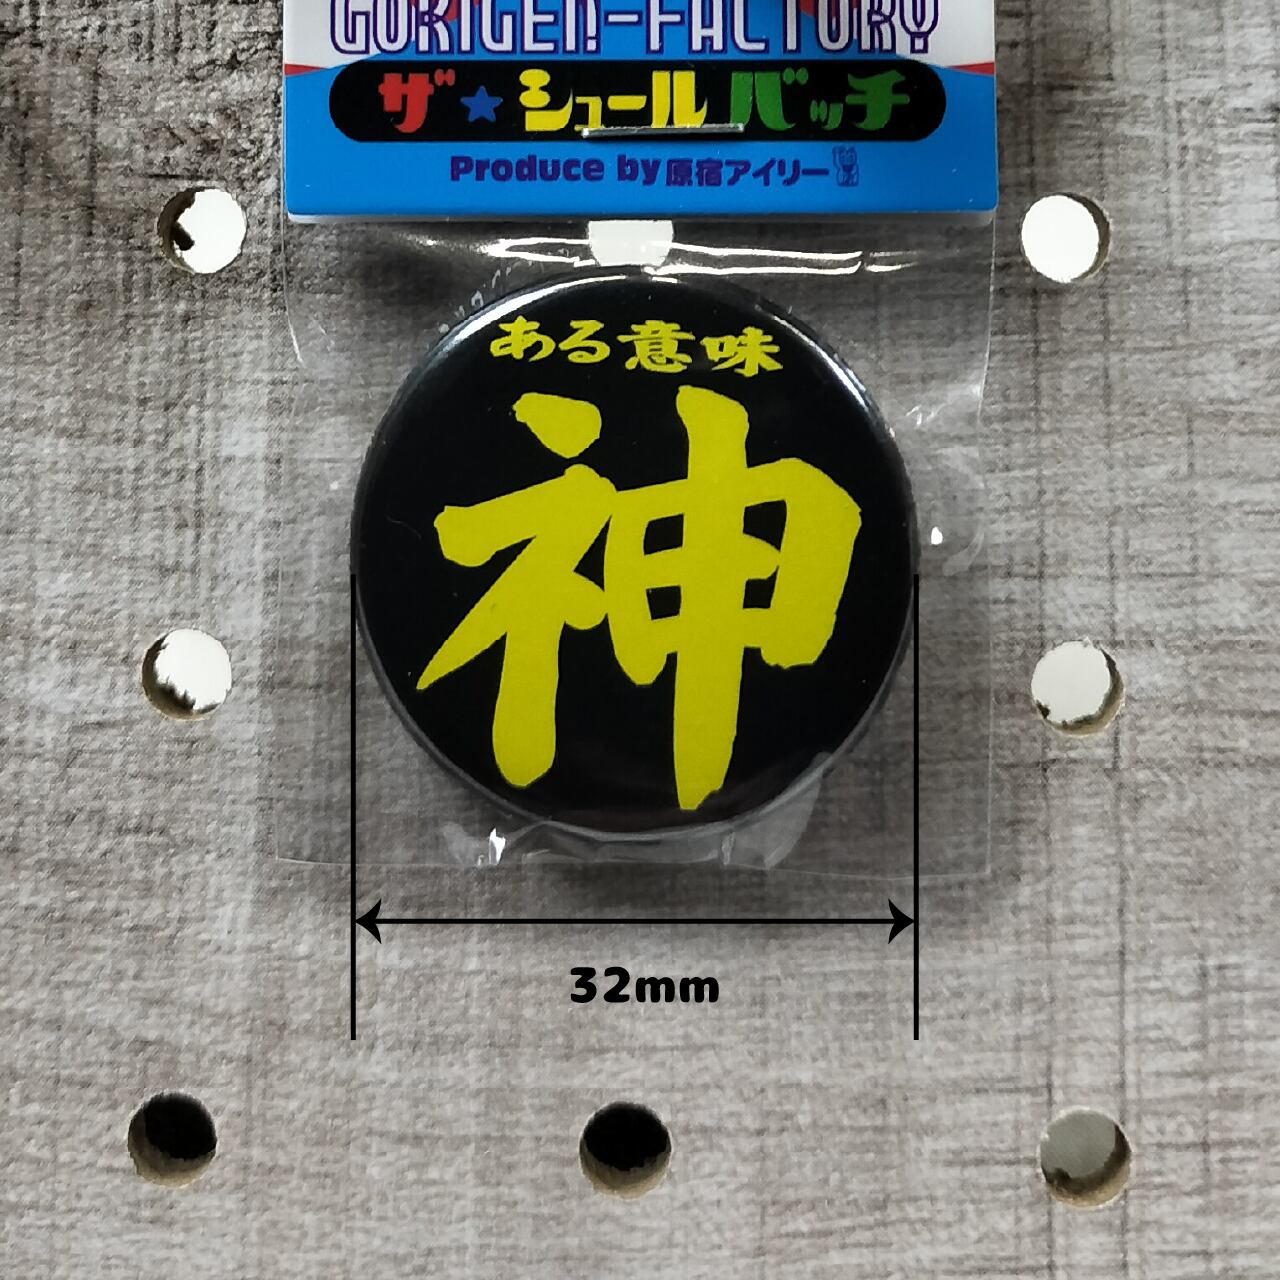 GOKIGEN-FACTORY
ザ★シュールバッチ
Produce by 原宿アイリー
ある意味
神
32mm